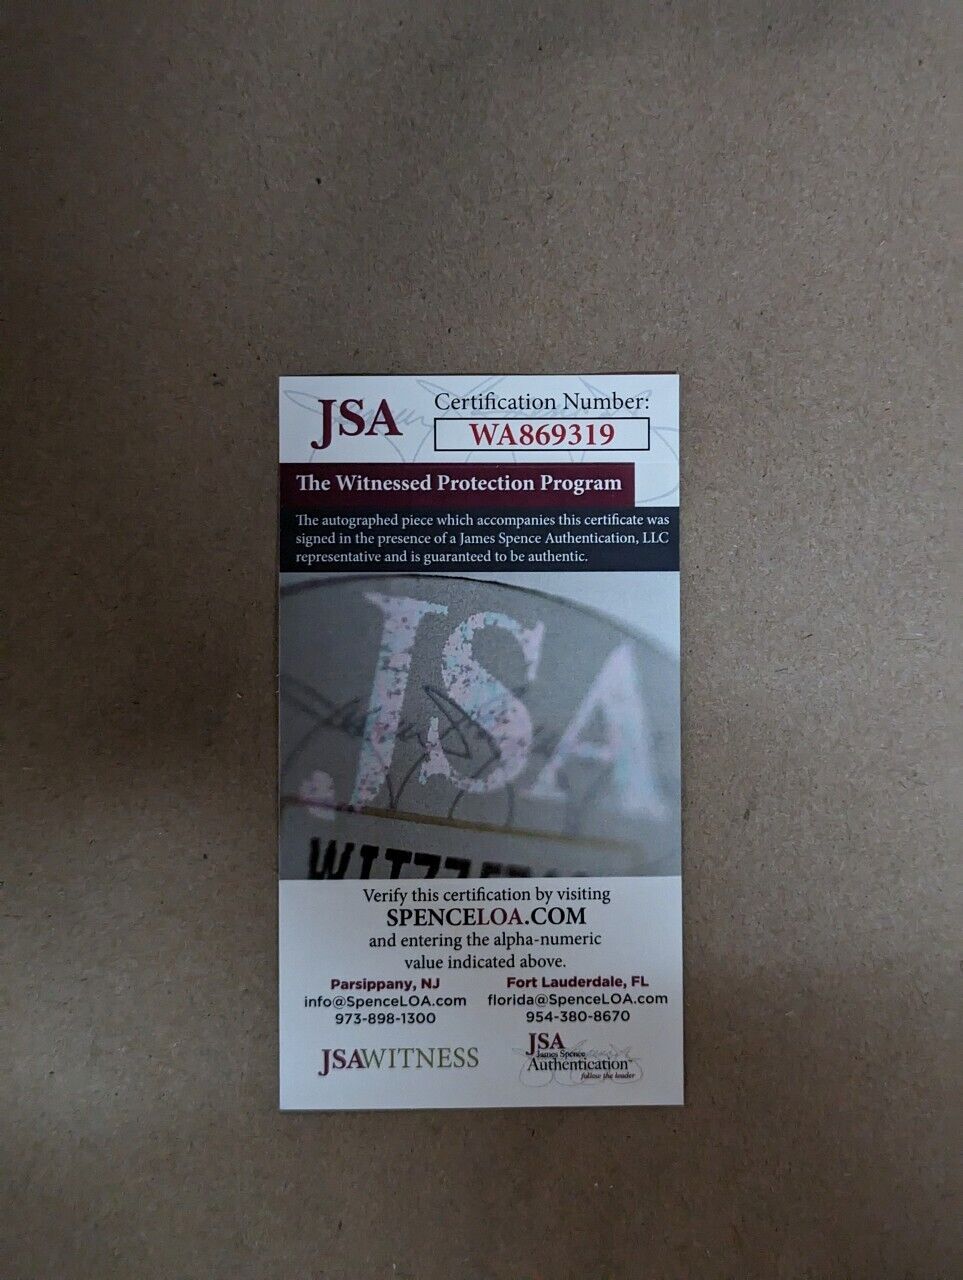 JSA
Certification Number:
WA869319
The Witnessed Protection Program
The autographed piece which accompanies this certificate was
signed in the presence of a James Spence Authentication, LLC
representative and is guaranteed to be authentic.
JSA
Verify this certification by visiting
SPENCELOA.COM
and entering the alpha-numeric
value indicated above.
Parsippany, NJ
info@SpenceLOA.com
973-898-1300
Fort Lauderdale, FL
florida@SpenceLOA.com
954-380-8670
JSAWITNESS
JSA
James Spence
Authentication™
follow the leader